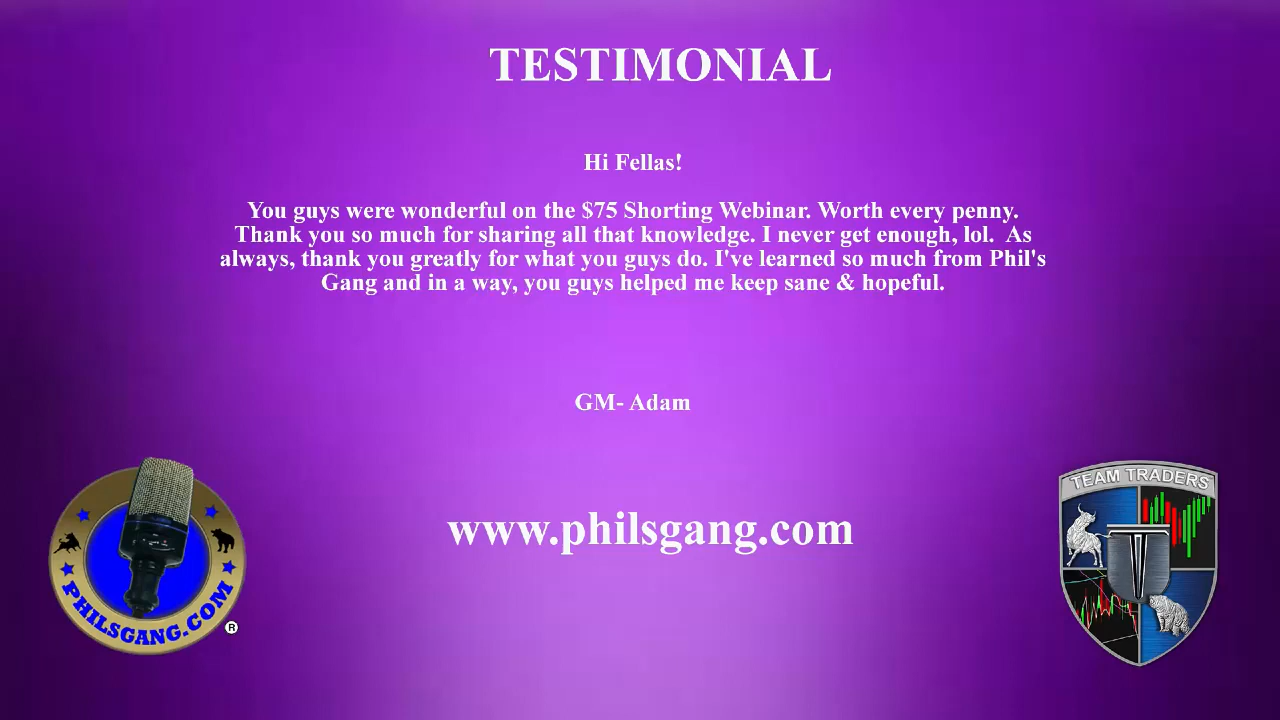 TESTIMONIAL
Hi Fellas!
You guys were wonderful on the $75 Shorting Webinar. Worth every penny.
Thank you so much for sharing all that knowledge. I never get enough, lol.  As
always, thank you greatly for what you guys do. I've learned so much from Phil's
Gang and in a way, you guys helped me keep sane & hopeful.
GM- Adam
www.philsgang.com
PHILSGANG.COM
®
TEAM TRADERS
T